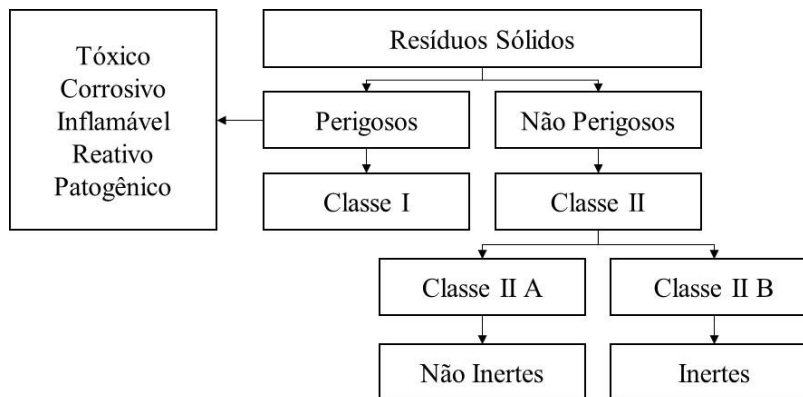 Resíduos Sólidos
Tóxico
Corrosivo
Inflamável
Reativo
Patogênico
Perigosos
Não Perigosos
Classe I
Classe II
Classe II A
Classe II B
Não Inertes
Inertes